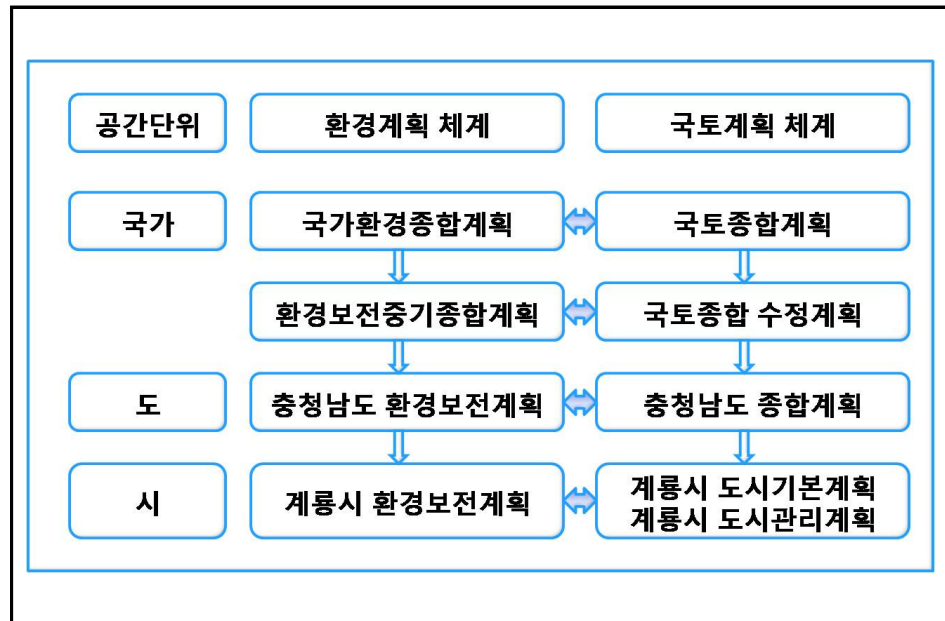 공간단위
환경계획 체계
국토계획 체계
국가
국가환경종합계획
국토종합계획
환경보전중기종합계획
국토종합 수정계획
도
충청남도 환경보전계획
충청남도 종합계획
시
계룡시 환경보전계획
계룡시 도시기본계획
계룡시 도시관리계획